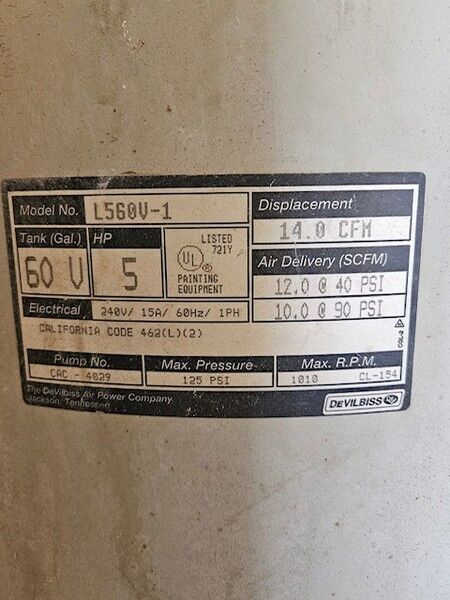 Model No. L560V-1
Displacement
14.0 CFM
Tank (Gal.) HP
60 V 5
LISTED
721Y
UL
PAINTING
EQUIPMENT
Air Delivery (SCFM)
12.0 @ 40 PSI
10.0 @ 90 PSI
Electrical 240V/ 15A/ 60Hz/ 1PH
CALIFORNIA CODE 462(L)(2)
CGL-2
Pump No. Max. Pressure Max. R.P.M.
CAC - 4029 125 PSI 1010 CL-154
The DeVilbiss Air Power Company
Jackson, Tennessee
DEVILBISS